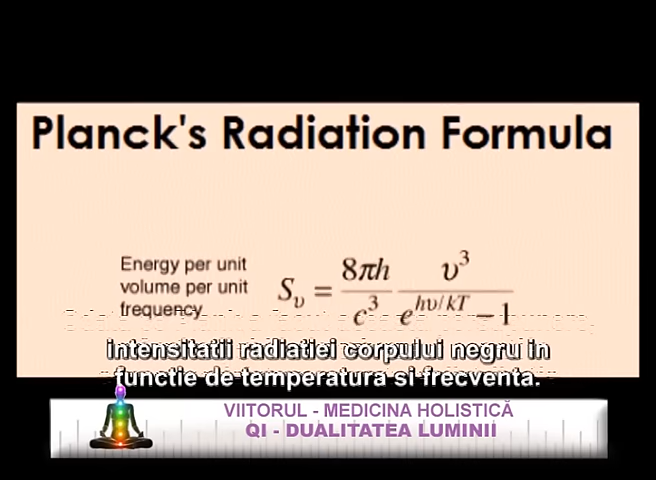 Planck's Radiation Formula
Energy per unit
volume per unit
frequency
Sυ = 8πh/c³ υ³/(e^(hυ/kT) − 1)
intensitatii radiatiei corpului negru in
functie de temperatura si frecventa.
VIITORUL - MEDICINA HOLISTICĂ
QI - DUALITATEA LUMINII